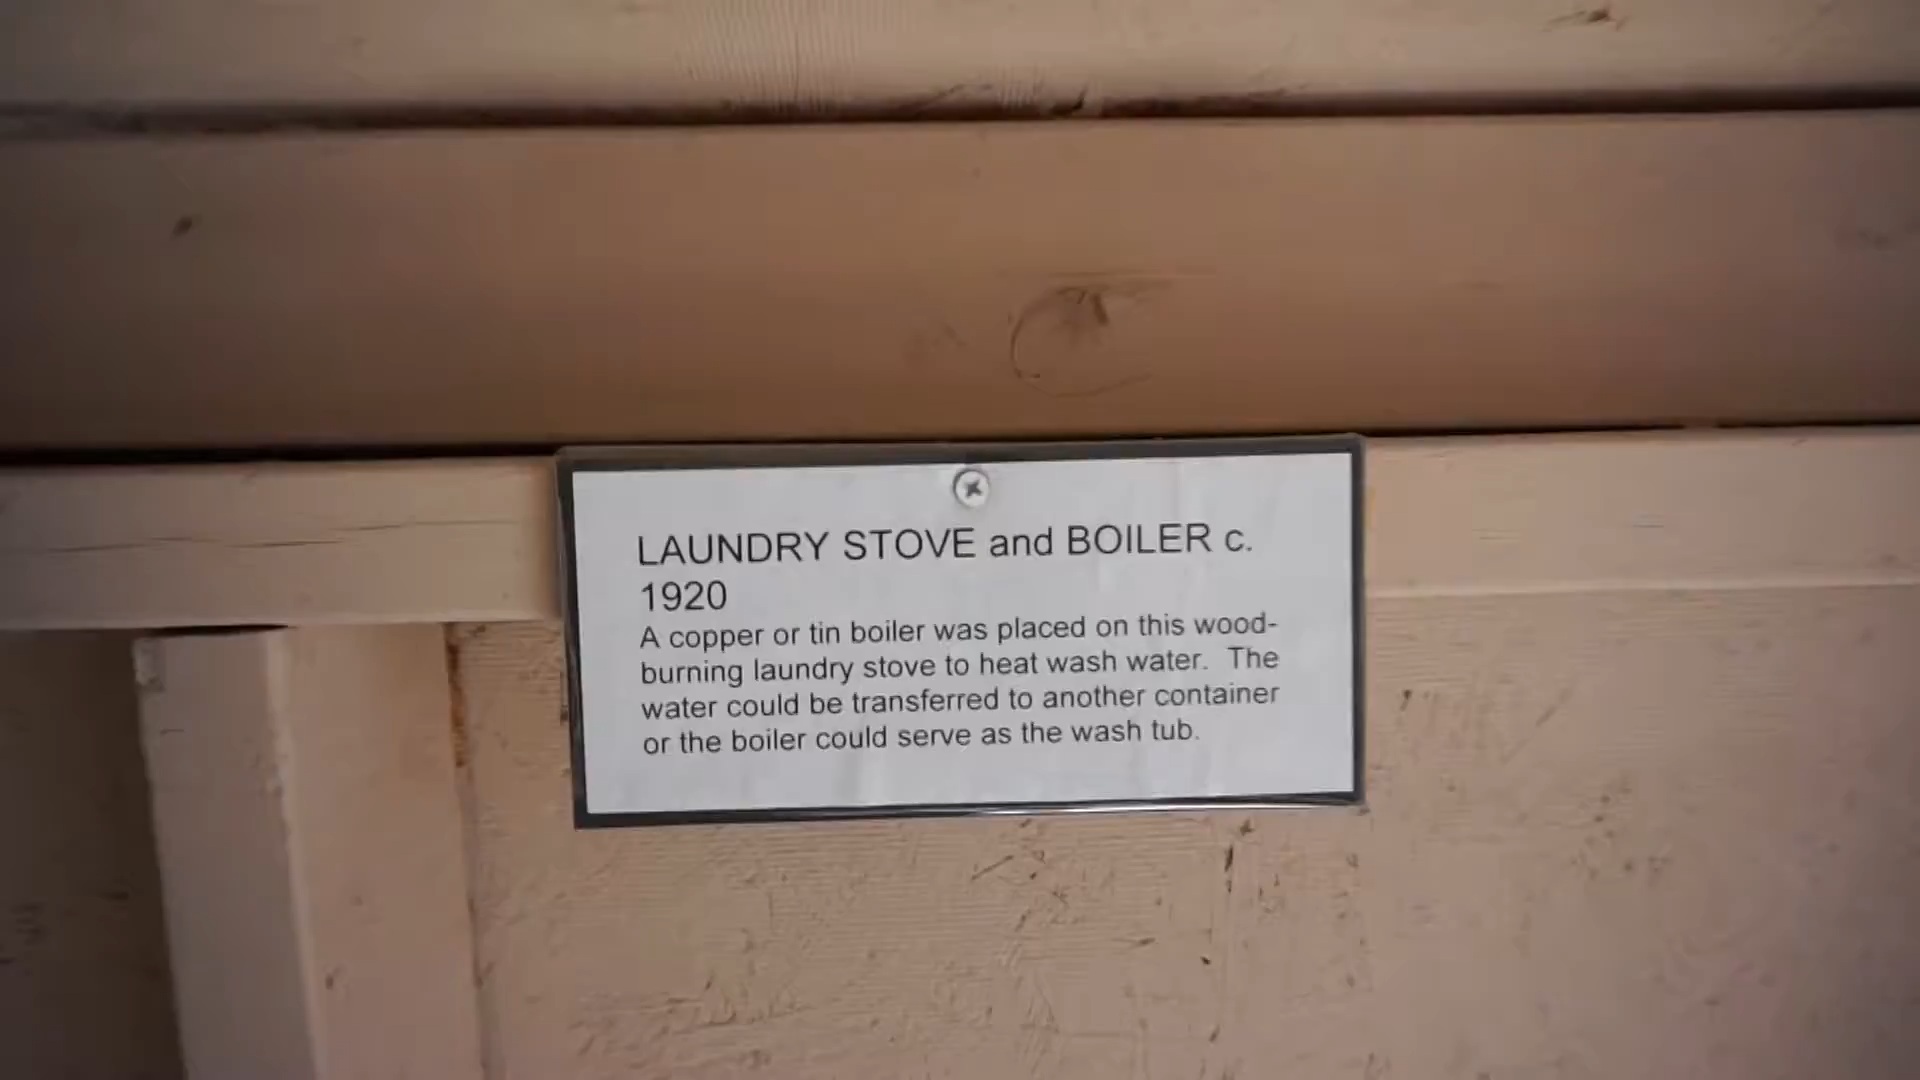 LAUNDRY STOVE and BOILER c.
1920
A copper or tin boiler was placed on this wood-
burning laundry stove to heat wash water.  The
water could be transferred to another container
or the boiler could serve as the wash tub.